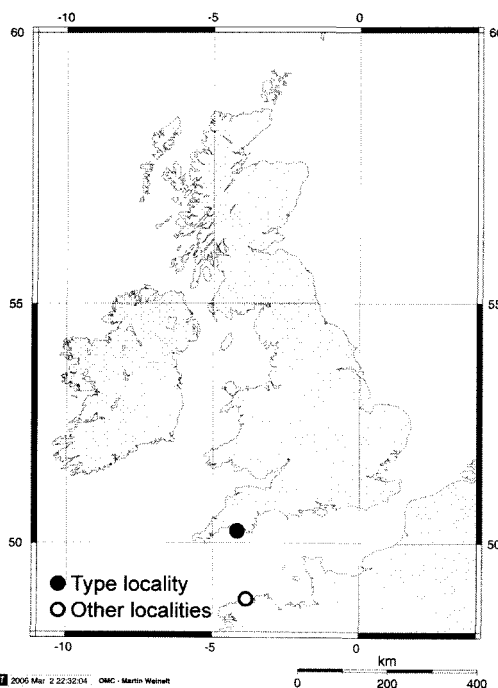 -10 -5 0
60 60
55 55
50 50
Type locality
Other localities
-10 -5 0
km
0 200 400
2006 Mar 2 22:32:04 OMC - Martin Weinelt